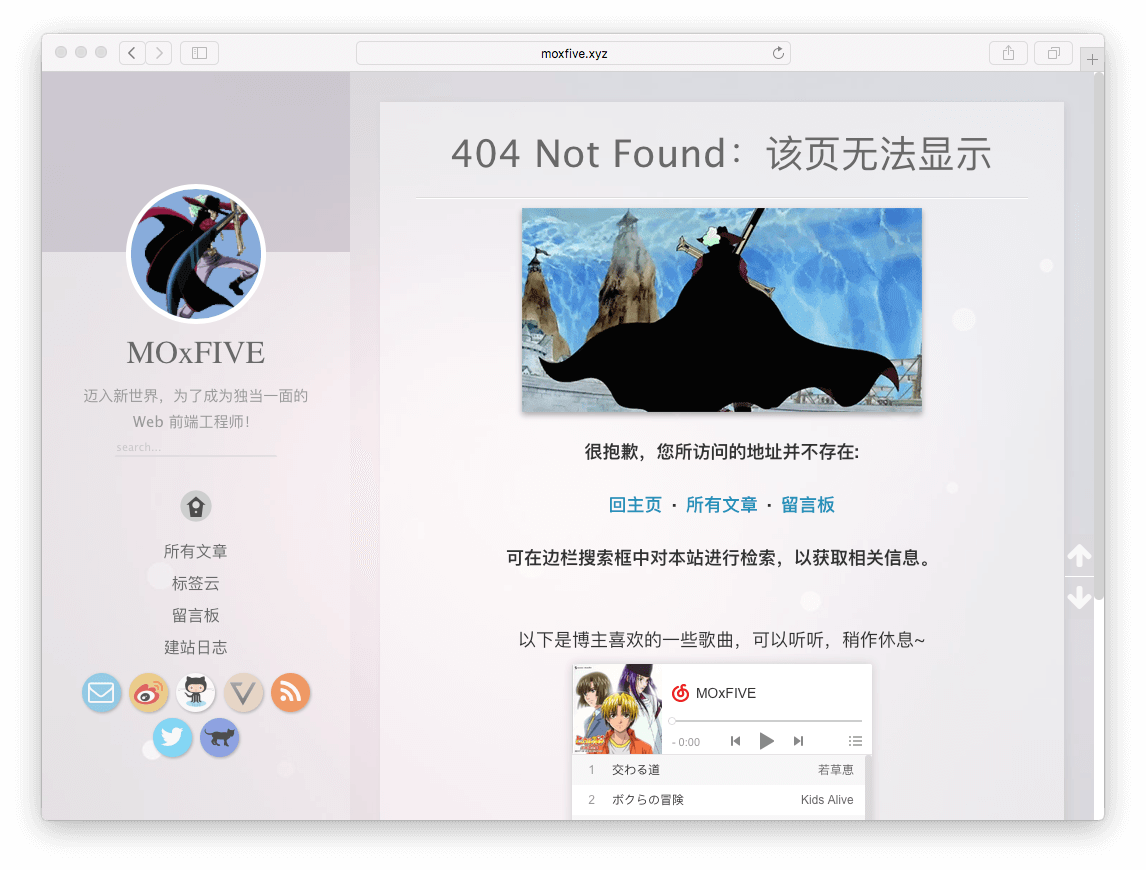 moxfive.xyz
MOxFIVE
迈入新世界，为了成为独当一面的
Web 前端工程师！
search...
所有文章
标签云
留言板
建站日志
404 Not Found：该页无法显示
很抱歉，您所访问的地址并不存在:
回主页 · 所有文章 · 留言板
可在边栏搜索框中对本站进行检索，以获取相关信息。
以下是博主喜欢的一些歌曲，可以听听，稍作休息~
MOxFIVE
- 0:00
1 交わる道 若草恵
2 ボクらの冒険 Kids Alive